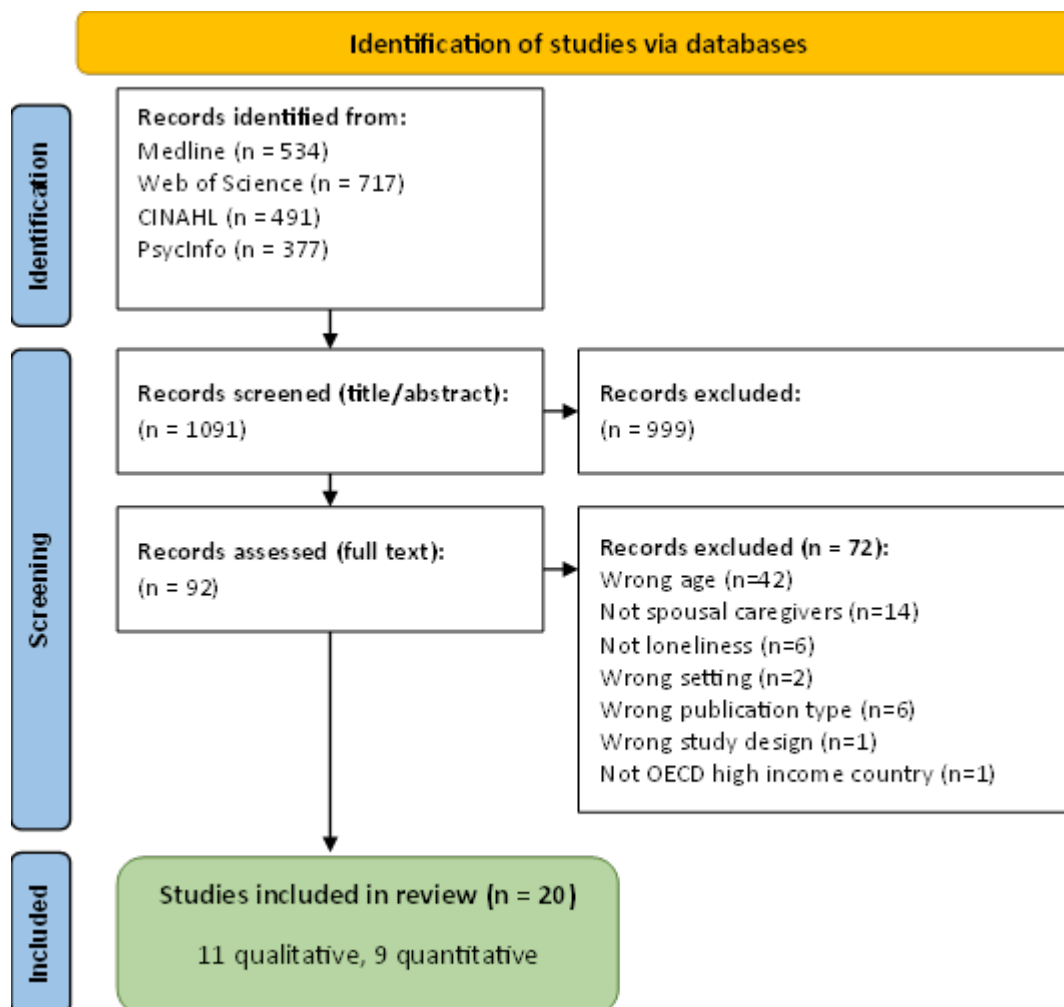 Identification of studies via databases
Identification
Records identified from:
Medline (n = 534)
Web of Science (n = 717)
CINAHL (n = 491)
PsycInfo (n = 377)
Screening
Records screened (title/abstract):
(n = 1091)
Records excluded:
(n = 999)
Records assessed (full text):
(n = 92)
Records excluded (n = 72):
Wrong age (n=42)
Not spousal caregivers (n=14)
Not loneliness (n=6)
Wrong setting (n=2)
Wrong publication type (n=6)
Wrong study design (n=1)
Not OECD high income country (n=1)
Included
Studies included in review (n = 20)
11 qualitative, 9 quantitative